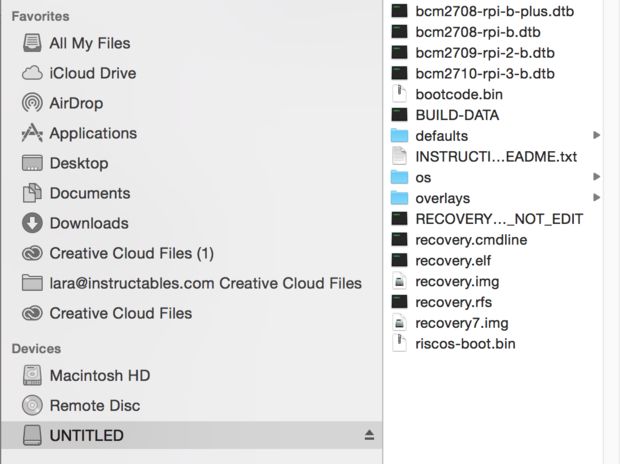 Favorites
All My Files
iCloud Drive
AirDrop
Applications
Desktop
Documents
Downloads
Creative Cloud Files (1)
lara@instructables.com Creative Cloud Files
Creative Cloud Files
Devices
Macintosh HD
Remote Disc
UNTITLED
bcm2708-rpi-b-plus.dtb
bcm2708-rpi-b.dtb
bcm2709-rpi-2-b.dtb
bcm2710-rpi-3-b.dtb
bootcode.bin
BUILD-DATA
defaults
INSTRUCTI...EADME.txt
os
overlays
RECOVERY..._NOT_EDIT
recovery.cmdline
recovery.elf
recovery.img
recovery.rfs
recovery7.img
riscos-boot.bin